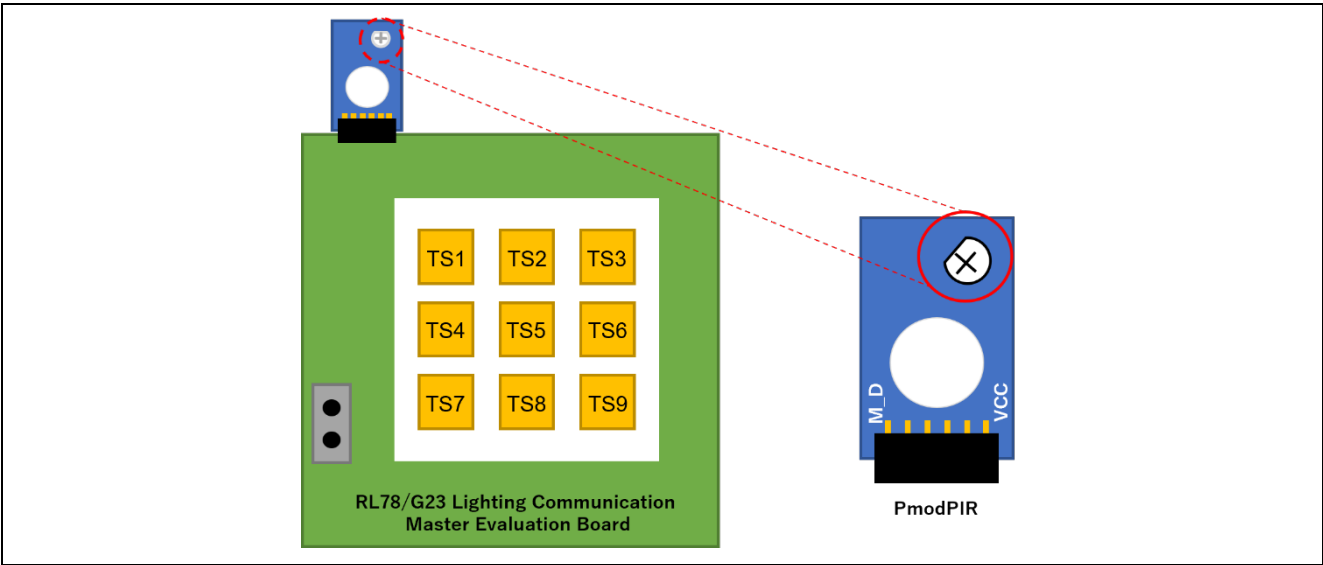 TS1 TS2 TS3
TS4 TS5 TS6
TS7 TS8 TS9
RL78/G23 Lighting Communication
Master Evaluation Board
M_D
VCC
PmodPIR